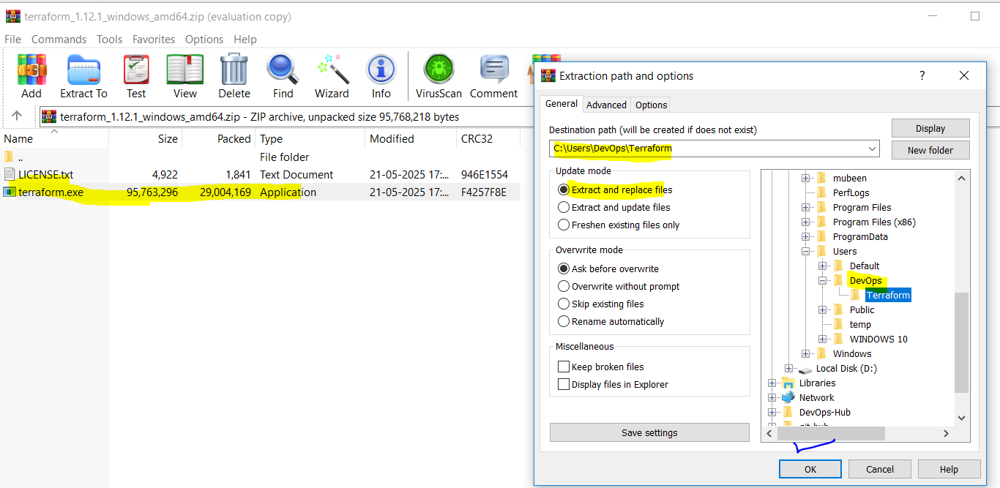 terraform_1.12.1_windows_amd64.zip (evaluation copy)
File Commands Tools Favorites Options Help
Add Extract To Test View Delete Find Wizard Info VirusScan Comment
terraform_1.12.1_windows_amd64.zip - ZIP archive, unpacked size 95,768,218 bytes
Name Size Packed Type Modified CRC32
.. File folder
LICENSE.txt 4,922 1,841 Text Document 21-05-2025 17:... 946E1554
terraform.exe 95,763,296 29,004,169 Application 21-05-2025 17:... F4257F8E
Extraction path and options
General Advanced Options
Destination path (will be created if does not exist)
C:\Users\DevOps\Terraform
Display
New folder
Update mode
Extract and replace files
Extract and update files
Freshen existing files only
Overwrite mode
Ask before overwrite
Overwrite without prompt
Skip existing files
Rename automatically
Miscellaneous
Keep broken files
Display files in Explorer
Save settings
mubeen
PerfLogs
Program Files
Program Files (x86)
ProgramData
Users
Default
DevOps
Terraform
Public
temp
WINDOWS 10
Windows
Local Disk (D:)
Libraries
Network
DevOps-Hub
OK Cancel Help